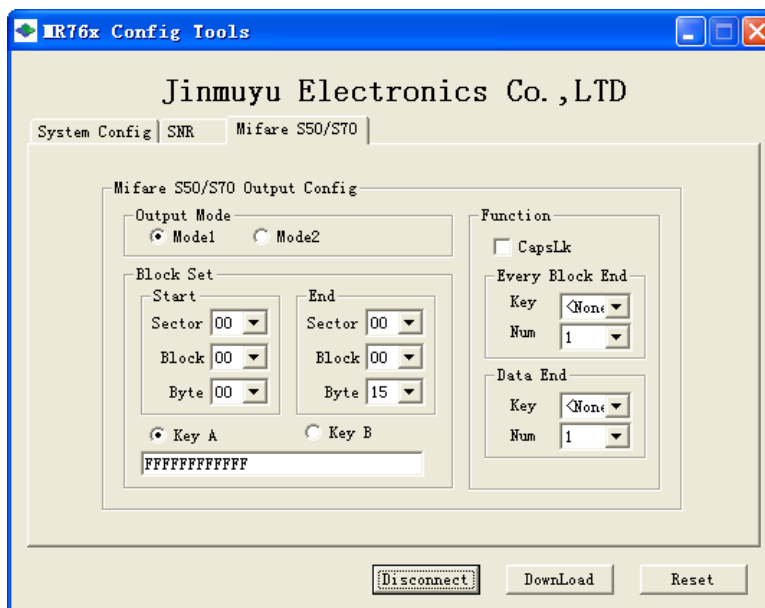 MR76x Config Tools
Jinmuyu Electronics Co.,LTD
System Config SNR Mifare S50/S70
Mifare S50/S70 Output Config
Output Mode
Mode1 Mode2
Block Set
Start
Sector 00
Block 00
Byte 00
End
Sector 00
Block 00
Byte 15
Key A Key B
FFFFFFFFFFFF
Function
CapsLk
Every Block End
Key <None
Num 1
Data End
Key <None
Num 1
Disconnect DownLoad Reset